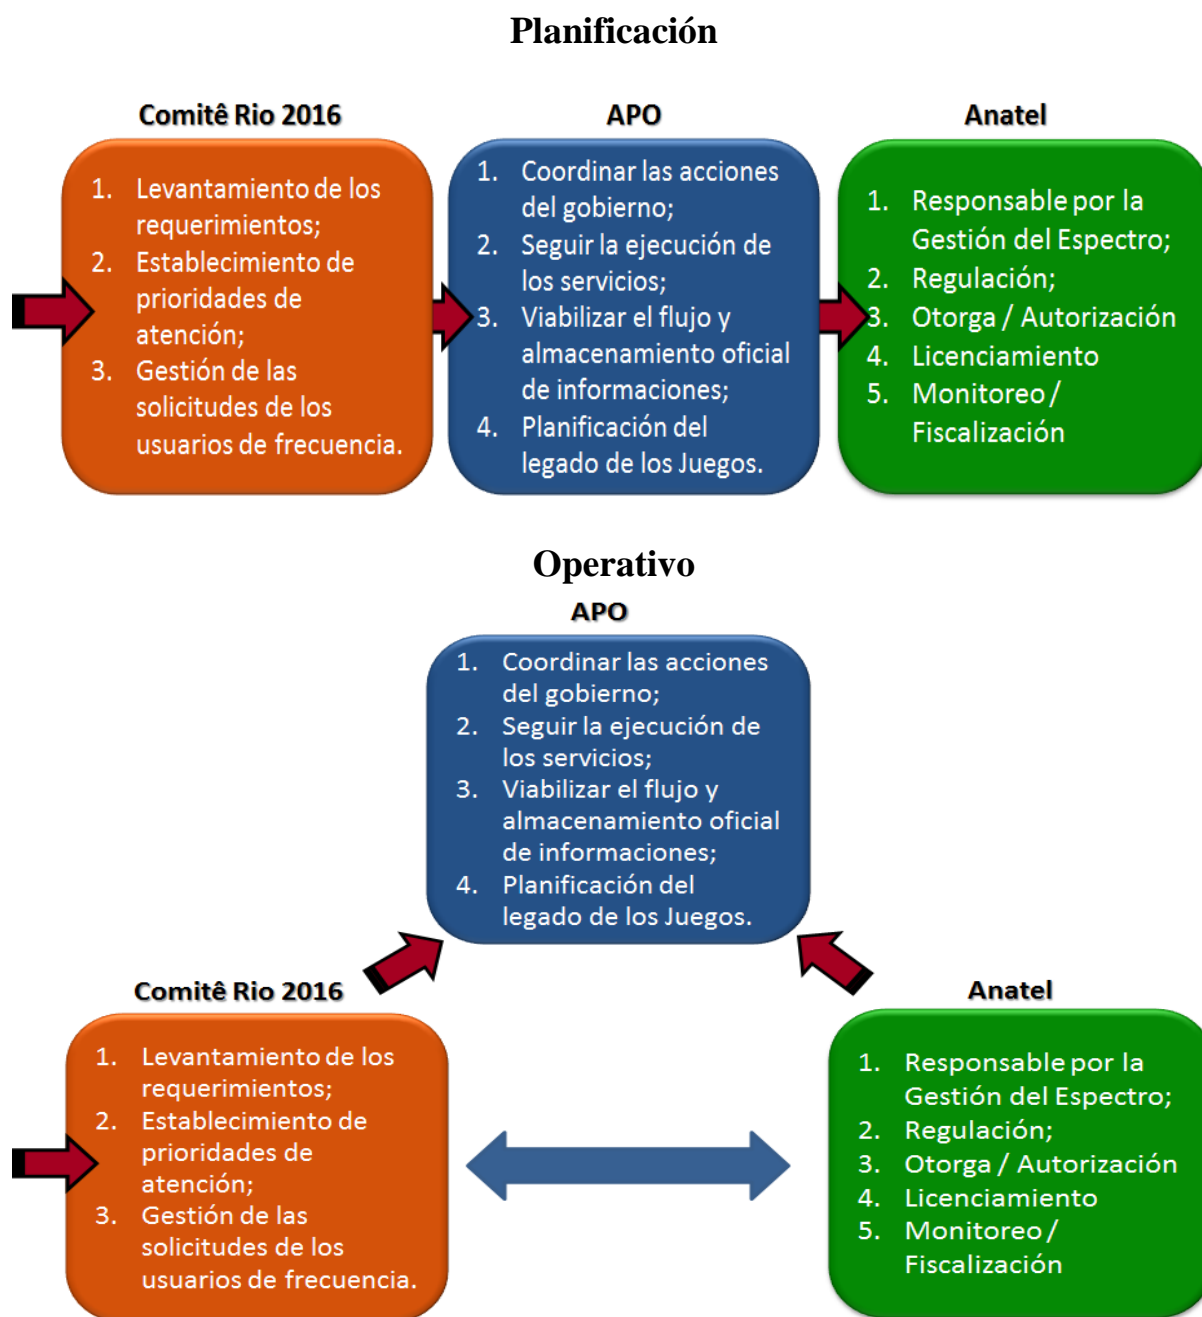 Planificación
Comitê Rio 2016
1. Levantamiento de los
requerimientos;
2. Establecimiento de
prioridades de
atención;
3. Gestión de las
solicitudes de los
usuarios de frecuencia.
APO
1. Coordinar las acciones
del gobierno;
2. Seguir la ejecución de
los servicios;
3. Viabilizar el flujo y
almacenamiento oficial
de informaciones;
4. Planificación del
legado de los Juegos.
Anatel
1. Responsable por la
Gestión del Espectro;
2. Regulación;
3. Otorga / Autorización
4. Licenciamiento
5. Monitoreo /
Fiscalización
Operativo
APO
1. Coordinar las acciones
del gobierno;
2. Seguir la ejecución de
los servicios;
3. Viabilizar el flujo y
almacenamiento oficial
de informaciones;
4. Planificación del
legado de los Juegos.
Comitê Rio 2016
1. Levantamiento de los
requerimientos;
2. Establecimiento de
prioridades de
atención;
3. Gestión de las
solicitudes de los
usuarios de frecuencia.
Anatel
1. Responsable por la
Gestión del Espectro;
2. Regulación;
3. Otorga / Autorización
4. Licenciamiento
5. Monitoreo /
Fiscalización